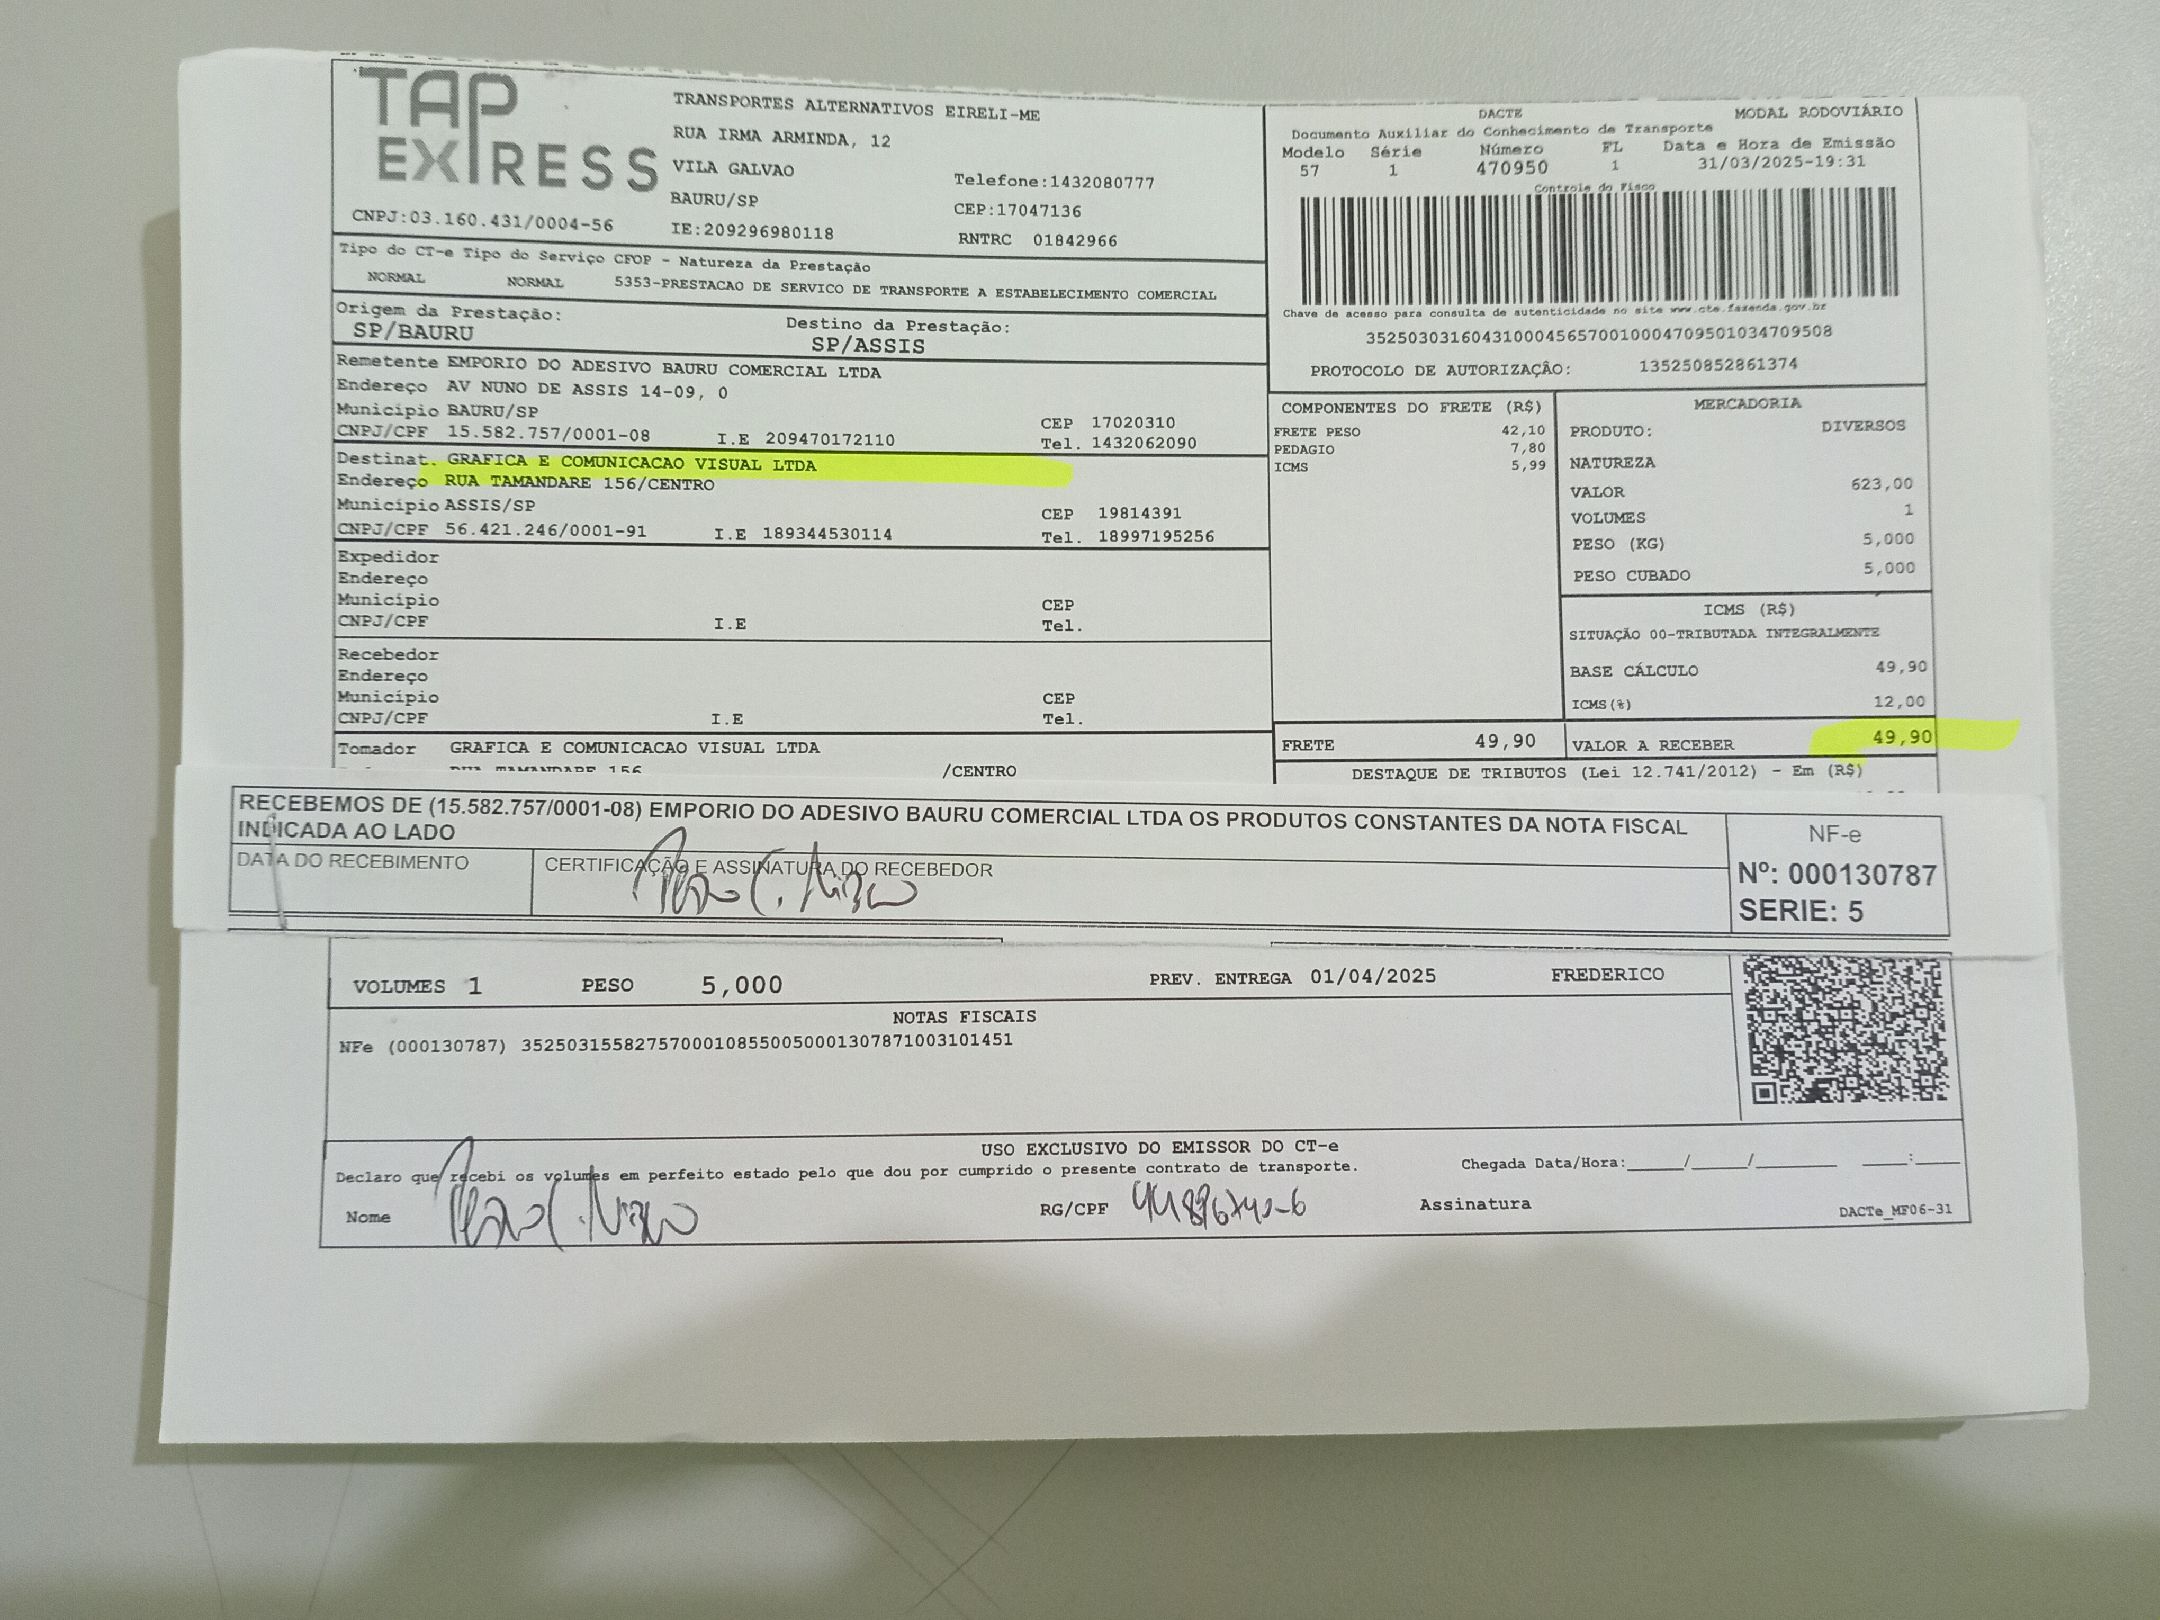 TAP EXPRESS
TRANSPORTES ALTERNATIVOS EIRELI-ME
RUA IRMA ARMINDA, 12
VILA GALVAO
Telefone:1432080777
BAURU/SP
CEP:17047136
CNPJ:03.160.431/0004-56
IE:209296980118
RNTRC 01842966
DACTE MODAL RODOVIÁRIO
Documento Auxiliar do Conhecimento de Transporte
Modelo Série Número FL Data e Hora de Emissão
57 1 470950 1 31/03/2025-19:31
Controle do Fisco
Chave de acesso para consulta de autenticidade no site www.cte.fazenda.gov.br
35250303160431000456570010004709501034709508
PROTOCOLO DE AUTORIZAÇÃO: 135250852861374
Tipo do CT-e Tipo do Serviço CFOP - Natureza da Prestação
NORMAL NORMAL 5353-PRESTACAO DE SERVICO DE TRANSPORTE A ESTABELECIMENTO COMERCIAL
Origem da Prestação: Destino da Prestação:
SP/BAURU SP/ASSIS
Remetente EMPORIO DO ADESIVO BAURU COMERCIAL LTDA
Endereço AV NUNO DE ASSIS 14-09, 0
Município BAURU/SP CEP 17020310
CNPJ/CPF 15.582.757/0001-08 I.E 209470172110 Tel. 1432062090
Destinat. GRAFICA E COMUNICACAO VISUAL LTDA
Endereço RUA TAMANDARE 156/CENTRO
Município ASSIS/SP CEP 19814391
CNPJ/CPF 56.421.246/0001-91 I.E 189344530114 Tel. 18997195256
Expedidor
Endereço
Município CEP
CNPJ/CPF I.E Tel.
Recebedor
Endereço
Município CEP
CNPJ/CPF I.E Tel.
Tomador GRAFICA E COMUNICACAO VISUAL LTDA
RUA TAMANDARE 156 /CENTRO
COMPONENTES DO FRETE (R$)
FRETE PESO 42,10
PEDAGIO 7,80
ICMS 5,99
MERCADORIA
PRODUTO: DIVERSOS
NATUREZA
VALOR 623,00
VOLUMES 1
PESO (KG) 5,000
PESO CUBADO 5,000
ICMS (R$)
SITUAÇÃO 00-TRIBUTADA INTEGRALMENTE
BASE CÁLCULO 49,90
ICMS(%) 12,00
FRETE 49,90 VALOR A RECEBER 49,90
DESTAQUE DE TRIBUTOS (Lei 12.741/2012) - Em (R$)
RECEBEMOS DE (15.582.757/0001-08) EMPORIO DO ADESIVO BAURU COMERCIAL LTDA OS PRODUTOS CONSTANTES DA NOTA FISCAL
INDICADA AO LADO
DATA DO RECEBIMENTO
CERTIFICAÇÃO E ASSINATURA DO RECEBEDOR
NF-e
Nº: 000130787
SERIE: 5
VOLUMES 1 PESO 5,000 PREV. ENTREGA 01/04/2025 FREDERICO
NOTAS FISCAIS
NFe (000130787) 35250315582757000108550050001307871003101451
USO EXCLUSIVO DO EMISSOR DO CT-e
Declaro que recebi os volumes em perfeito estado pelo que dou por cumprido o presente contrato de transporte.
Chegada Data/Hora:____/____/______ ____:____
Nome
RG/CPF
Assinatura
DACTe_MF06-31